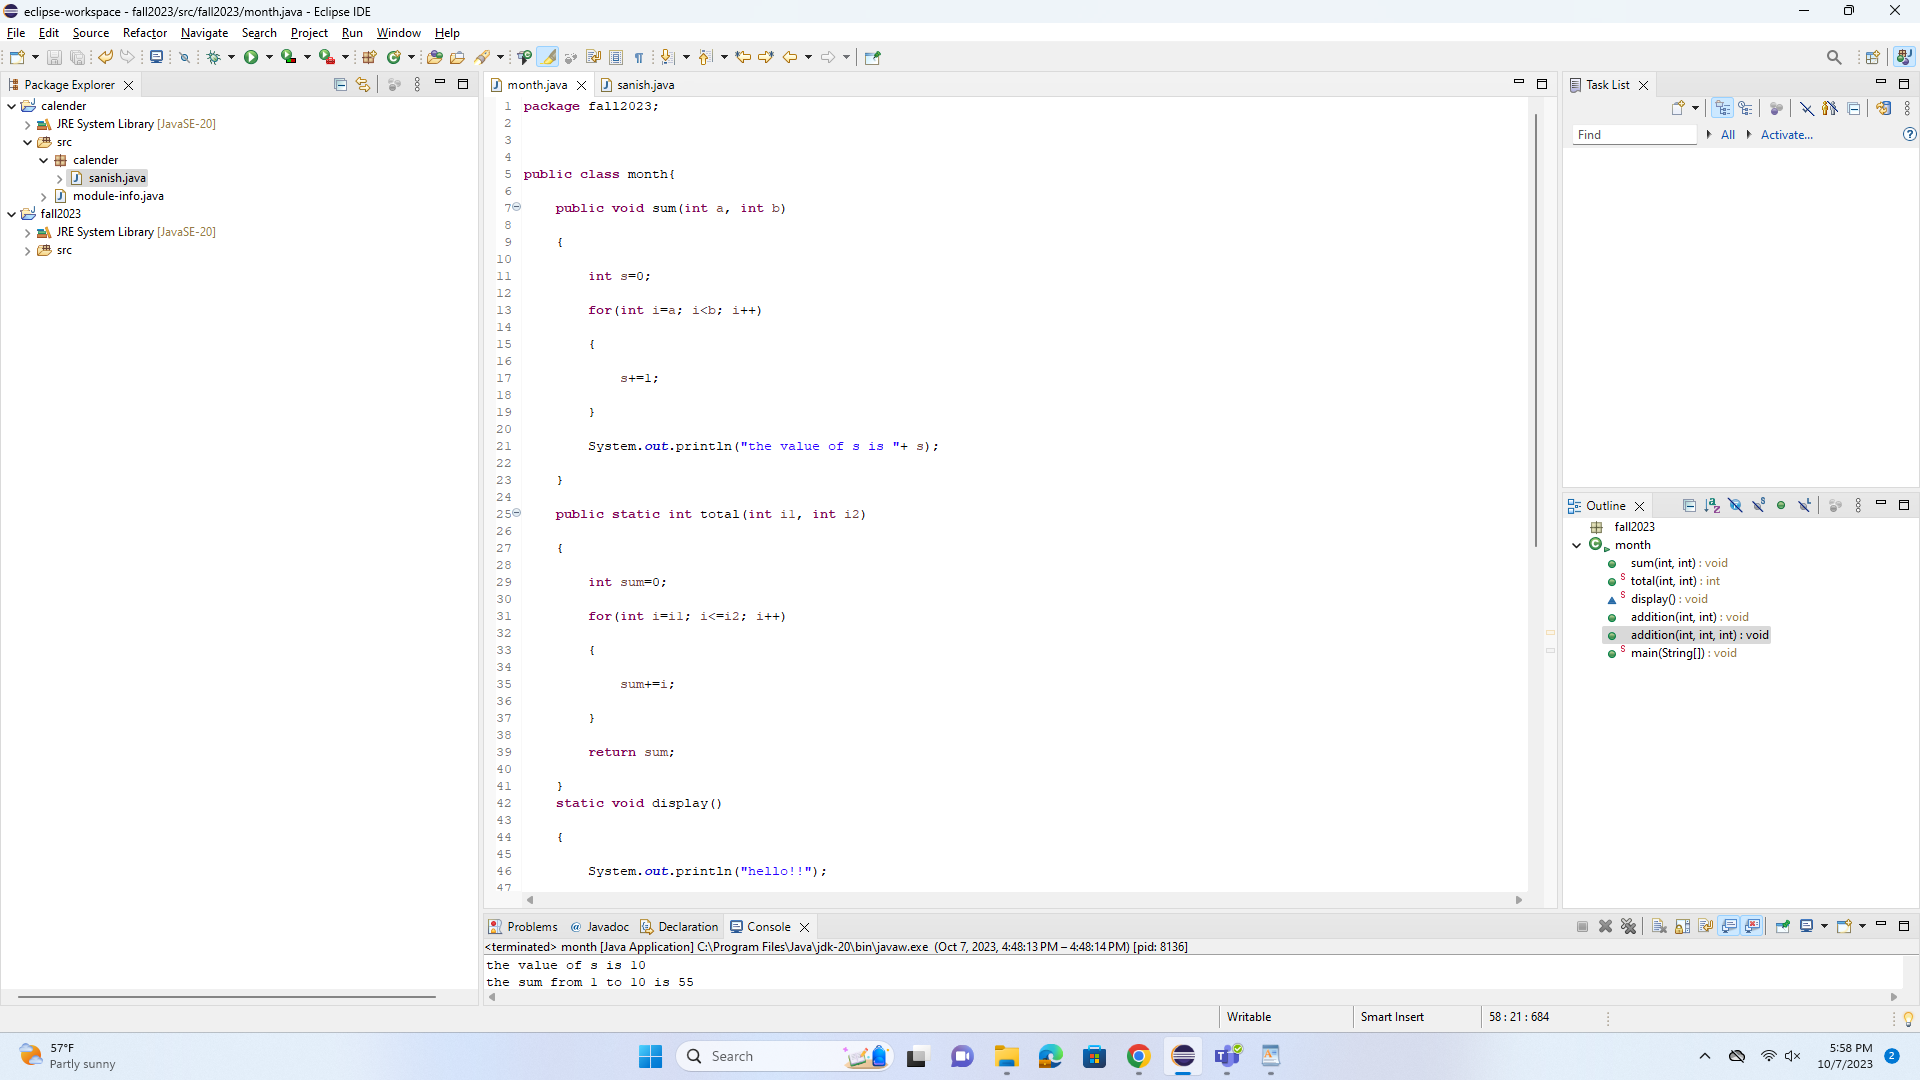 eclipse-workspace - fall2023/src/fall2023/month.java - Eclipse IDE
File Edit Source Refactor Navigate Search Project Run Window Help
Package Explorer
calender
JRE System Library [JavaSE-20]
src
calender
sanish.java
module-info.java
fall2023
JRE System Library [JavaSE-20]
src
month.java sanish.java
1 package fall2023;
2
3
4
5 public class month{
6
7 public void sum(int a, int b)
8
9 {
10
11 int s=0;
12
13 for(int i=a; i<b; i++)
14
15 {
16
17 s+=1;
18
19 }
20
21 System.out.println("the value of s is "+ s);
22
23 }
24
25 public static int total(int i1, int i2)
26
27 {
28
29 int sum=0;
30
31 for(int i=i1; i<=i2; i++)
32
33 {
34
35 sum+=i;
36
37 }
38
39 return sum;
40
41 }
42 static void display()
43
44 {
45
46 System.out.println("hello!!");
47
Task List
Find All Activate...
Outline
fall2023
month
sum(int, int) : void
total(int, int) : int
display() : void
addition(int, int) : void
addition(int, int, int) : void
main(String[]) : void
Problems Javadoc Declaration Console
<terminated> month [Java Application] C:\Program Files\Java\jdk-20\bin\javaw.exe (Oct 7, 2023, 4:48:13 PM – 4:48:14 PM) [pid: 8136]
the value of s is 10
the sum from 1 to 10 is 55
Writable Smart Insert 58 : 21 : 684
57°F
Partly sunny
Search
5:58 PM
10/7/2023
2